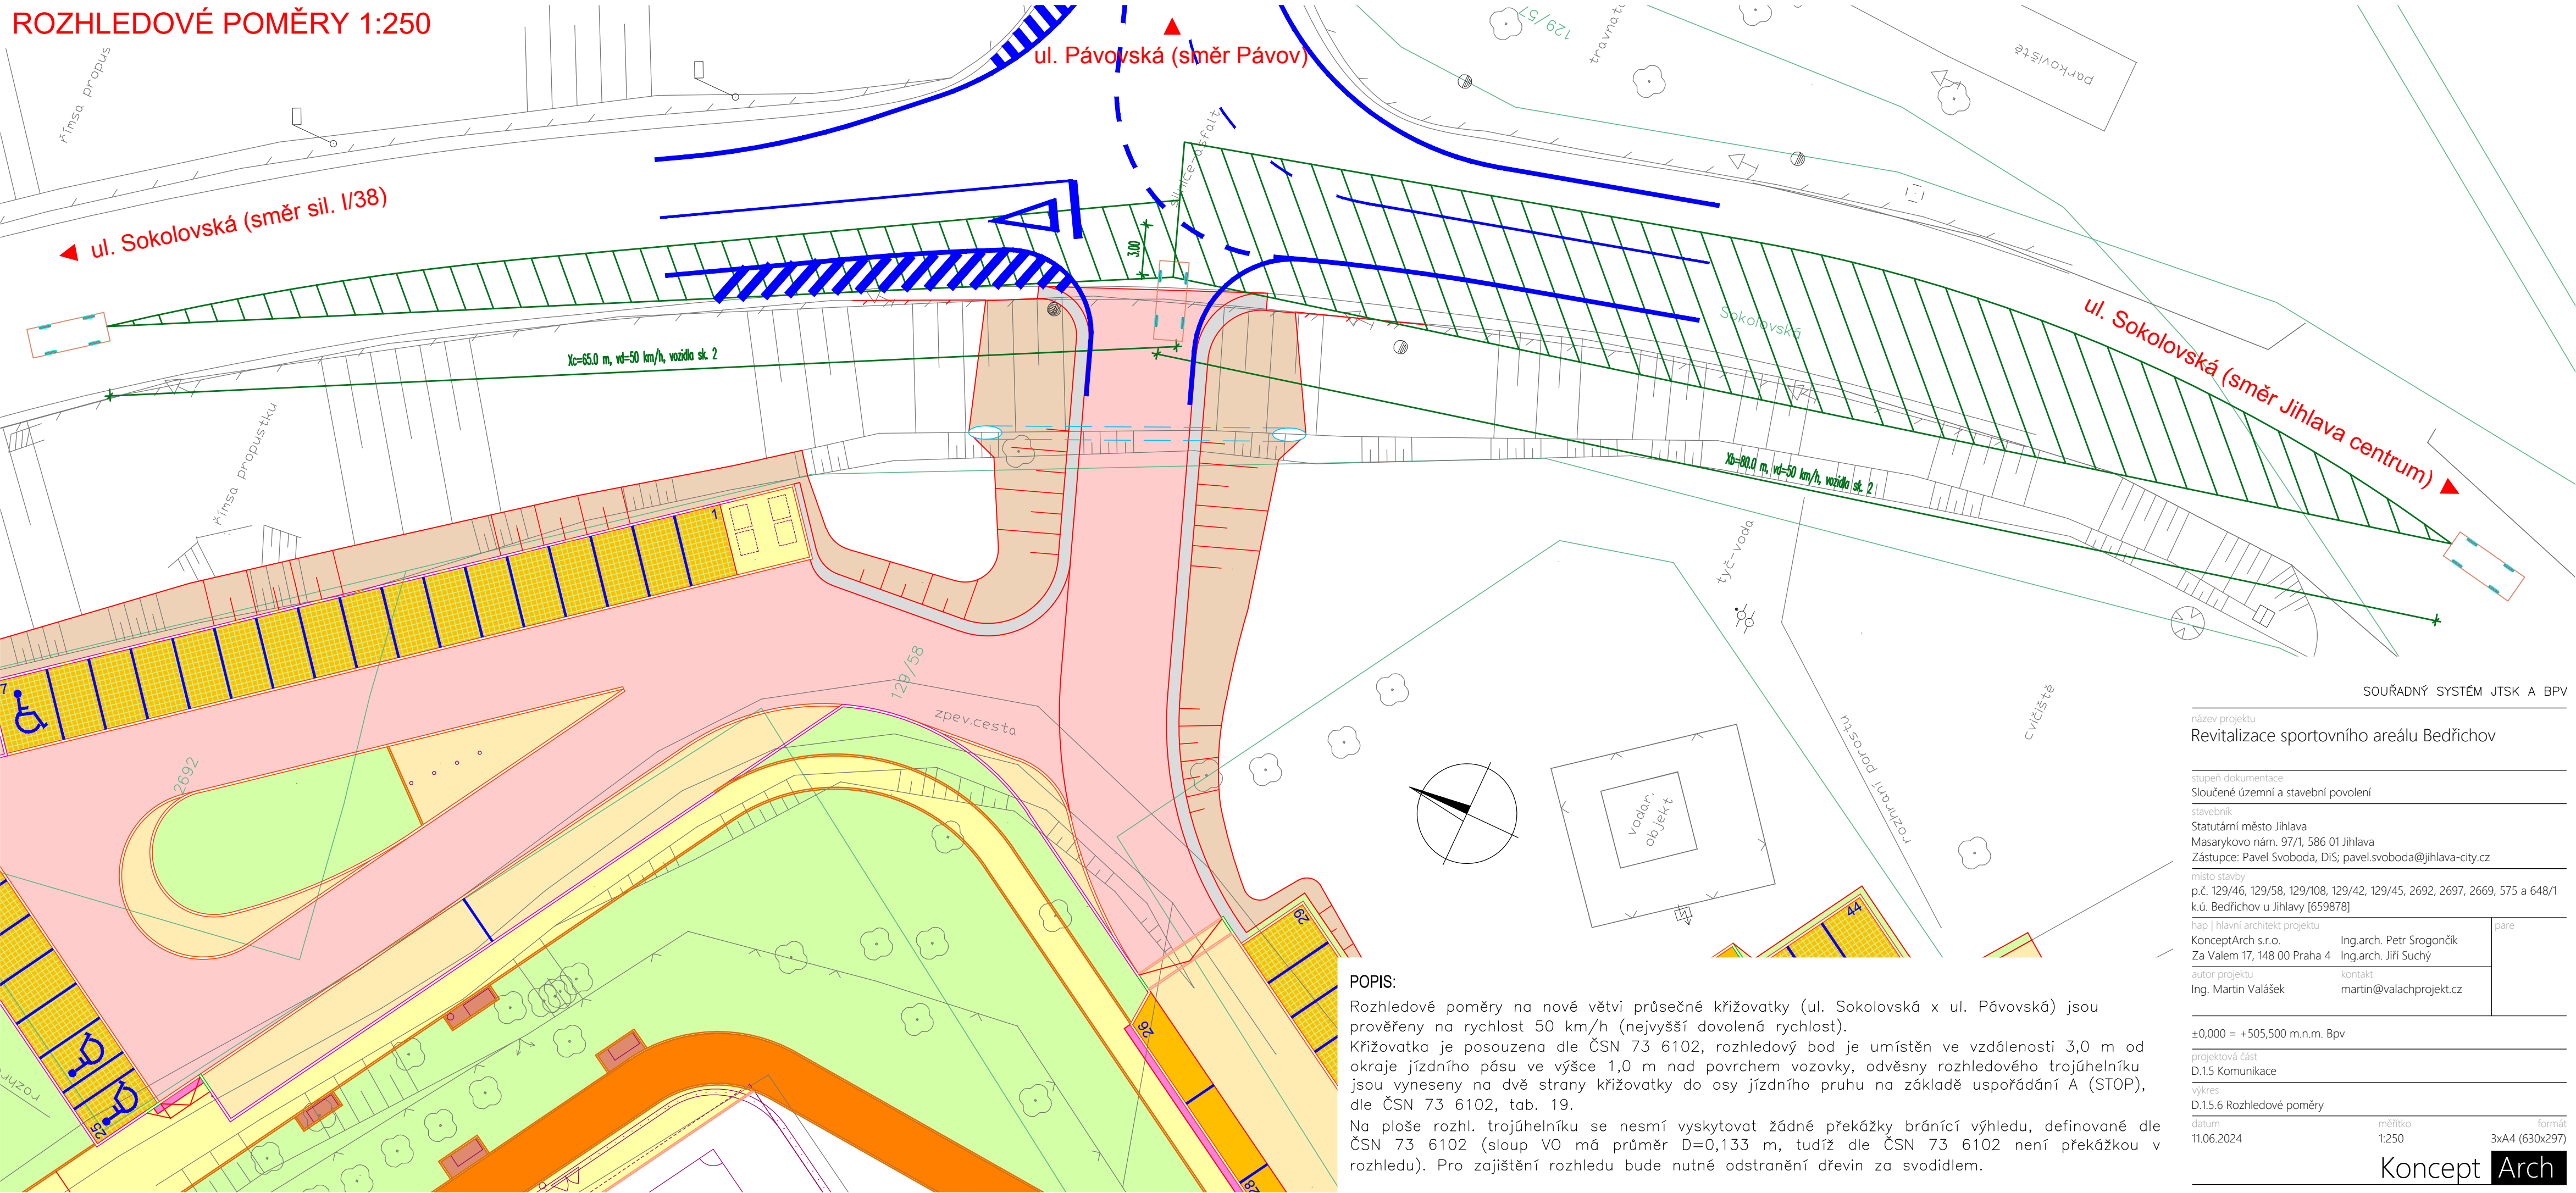 ROZHLEDOVÉ POMĚRY 1:250
ul. Pávovská (směr Pávov)
129/57
parkoviště
římsa propus
silnice-asfalt
ul. Sokolovská (směr sil. I/38)
3.00
Sokolovská
ul. Sokolovská (směr Jihlava centrum)
Xc=65.0 m, vd=50 km/h, vozidla sk. 2
Xb=80.0 m, vd=50 km/h, vozidla sk. 2
římsa propustku
1
7
tyč-voda
129/58
zpev.cesta
2692
vodar.
objekt
rozhraní porostu
cvičiště
29
44
26
25
28
POPIS:
Rozhledové poměry na nové větvi průsečné křižovatky (ul. Sokolovská x ul. Pávovská) jsou
prověřeny na rychlost 50 km/h (nejvyšší dovolená rychlost).
Křižovatka je posouzena dle ČSN 73 6102, rozhledový bod je umístěn ve vzdálenosti 3,0 m od
okraje jízdního pásu ve výšce 1,0 m nad povrchem vozovky, odvěsny rozhledového trojúhelníku
jsou vyneseny na dvě strany křižovatky do osy jízdního pruhu na základě uspořádání A (STOP),
dle ČSN 73 6102, tab. 19.
Na ploše rozhl. trojúhelníku se nesmí vyskytovat žádné překážky bránící výhledu, definované dle
ČSN 73 6102 (sloup VO má průměr D=0,133 m, tudíž dle ČSN 73 6102 není překážkou v
rozhledu). Pro zajištění rozhledu bude nutné odstranění dřevin za svodidlem.
SOUŘADNÝ SYSTÉM JTSK A BPV
název projektu
Revitalizace sportovního areálu Bedřichov
stupeň dokumentace
Sloučené územní a stavební povolení
stavebník
Statutární město Jihlava
Masarykovo nám. 97/1, 586 01 Jihlava
Zástupce: Pavel Svoboda, DiS; pavel.svoboda@jihlava-city.cz
místo stavby
p.č. 129/46, 129/58, 129/108, 129/42, 129/45, 2692, 2697, 2669, 575 a 648/1
k.ú. Bedřichov u Jihlavy [659878]
hap | hlavní architekt projektu
pare
KonceptArch s.r.o. Ing.arch. Petr Srogončík
Za Valem 17, 148 00 Praha 4 Ing.arch. Jiří Suchý
autor projektu kontakt
Ing. Martin Valášek martin@valachprojekt.cz
±0,000 = +505,500 m.n.m. Bpv
projektová část
D.1.5 Komunikace
výkres
D.1.5.6 Rozhledové poměry
datum měřítko formát
11.06.2024 1:250 3xA4 (630x297)
Koncept Arch